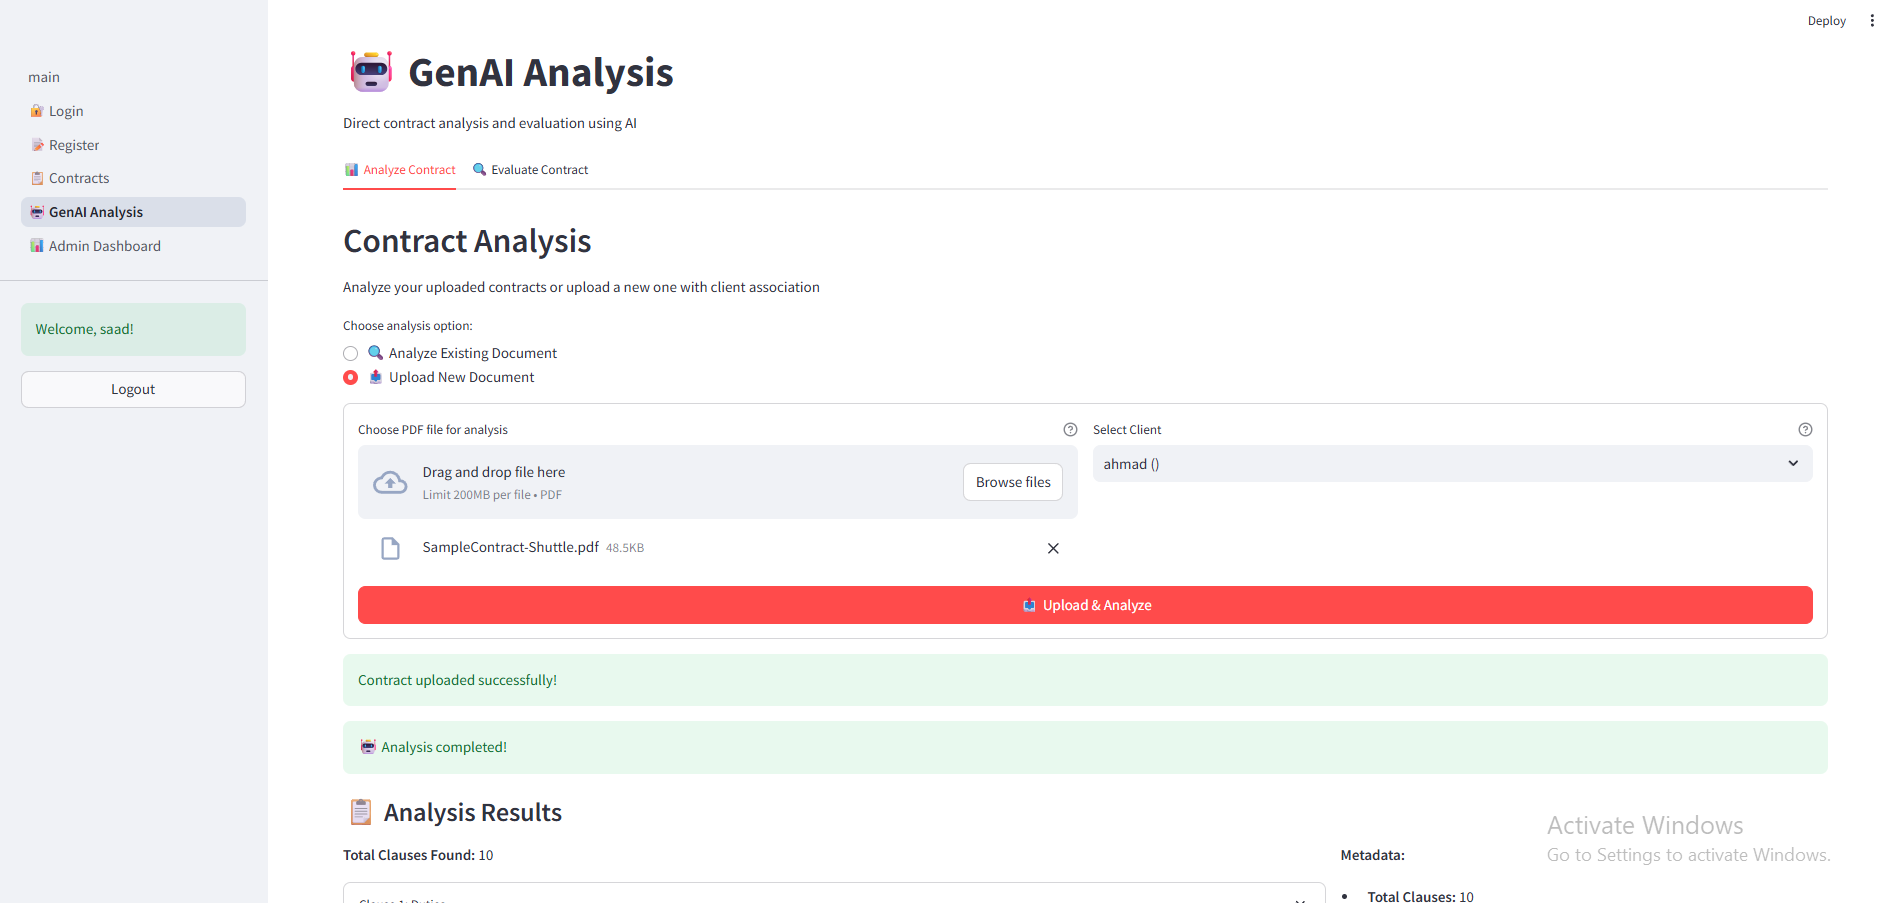 Deploy
main
Login
Register
Contracts
GenAI Analysis
Admin Dashboard
Welcome, saad!
Logout
GenAI Analysis
Direct contract analysis and evaluation using AI
Analyze Contract
Evaluate Contract
Contract Analysis
Analyze your uploaded contracts or upload a new one with client association
Choose analysis option:
Analyze Existing Document
Upload New Document
Choose PDF file for analysis
Drag and drop file here
Limit 200MB per file • PDF
Browse files
SampleContract-Shuttle.pdf 48.5KB
Select Client
ahmad ()
Upload & Analyze
Contract uploaded successfully!
Analysis completed!
Analysis Results
Total Clauses Found: 10
Clause 1: Duties
Metadata:
• Total Clauses: 10
Activate Windows
Go to Settings to activate Windows.